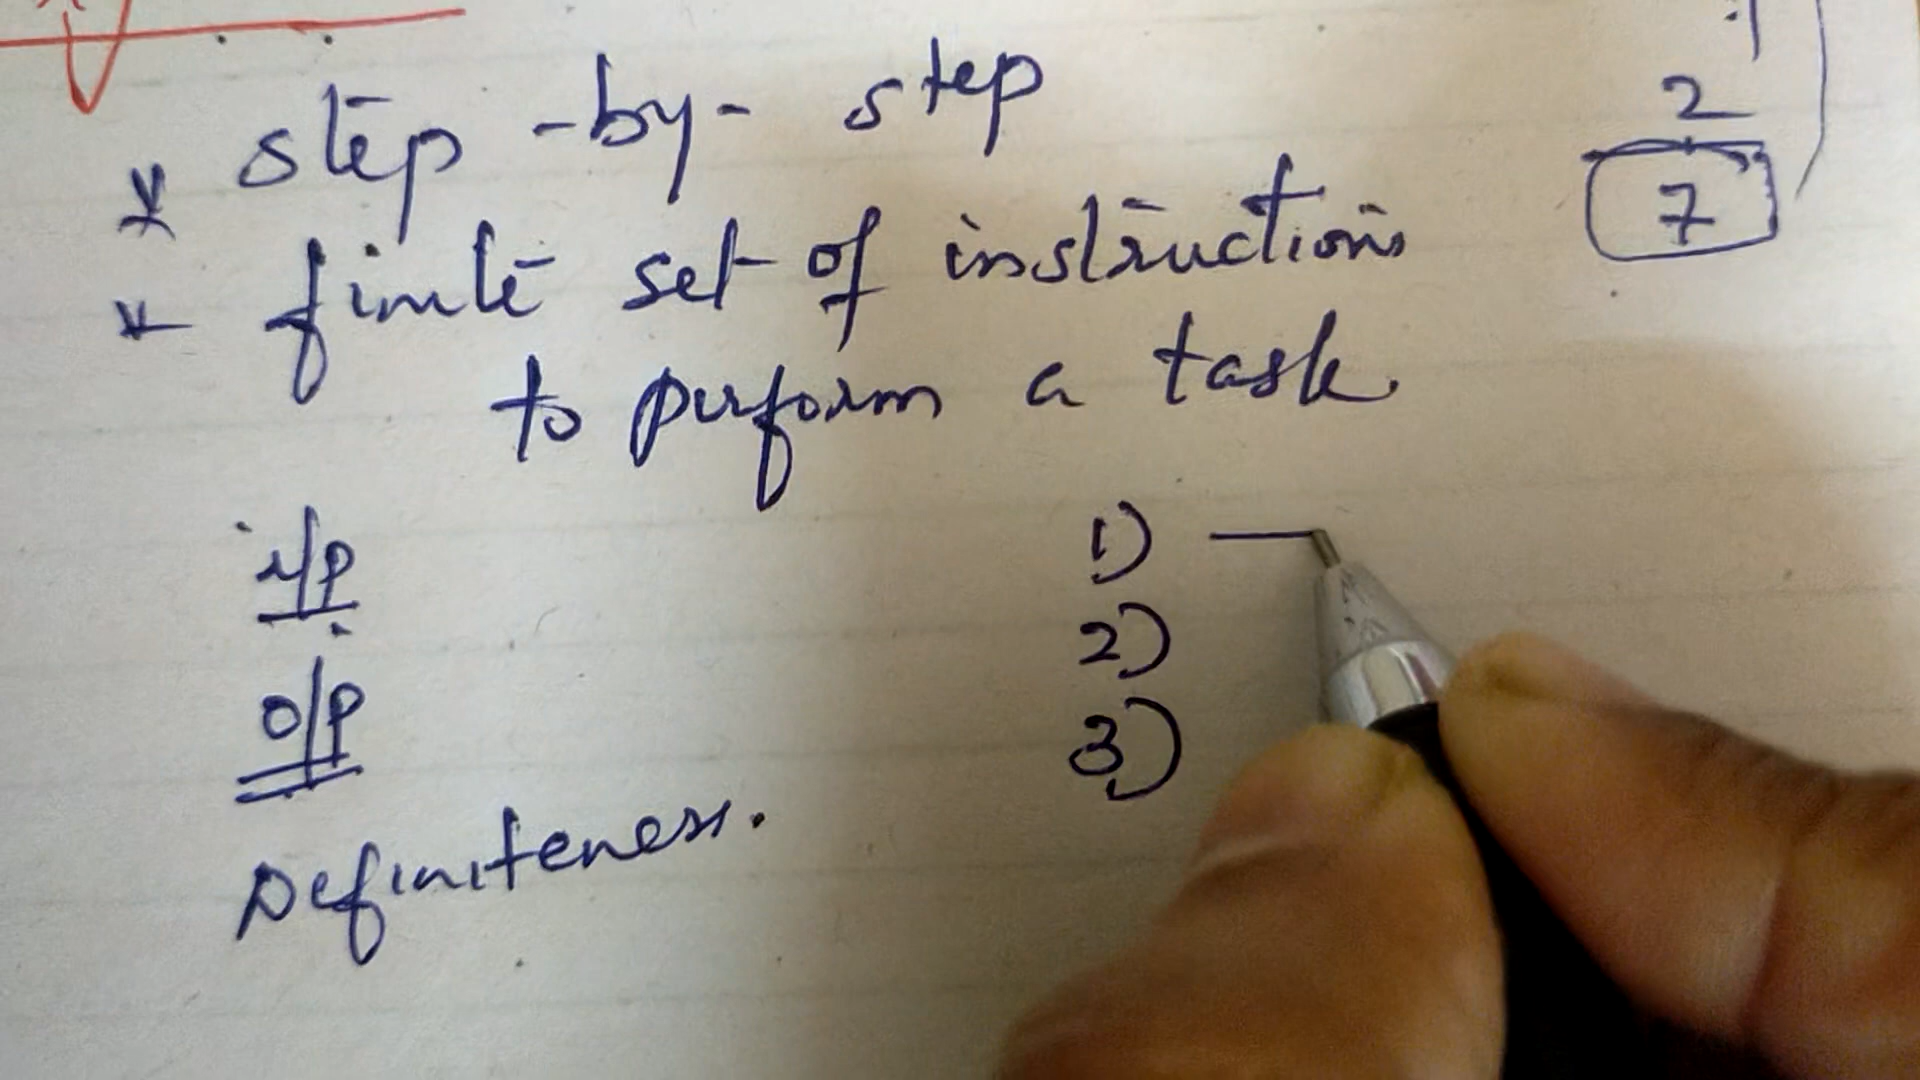 * step-by-step
2
7
* finite set of instructions
to perform a task
i/p
1)
2)
o/p
3)
Definiteness.